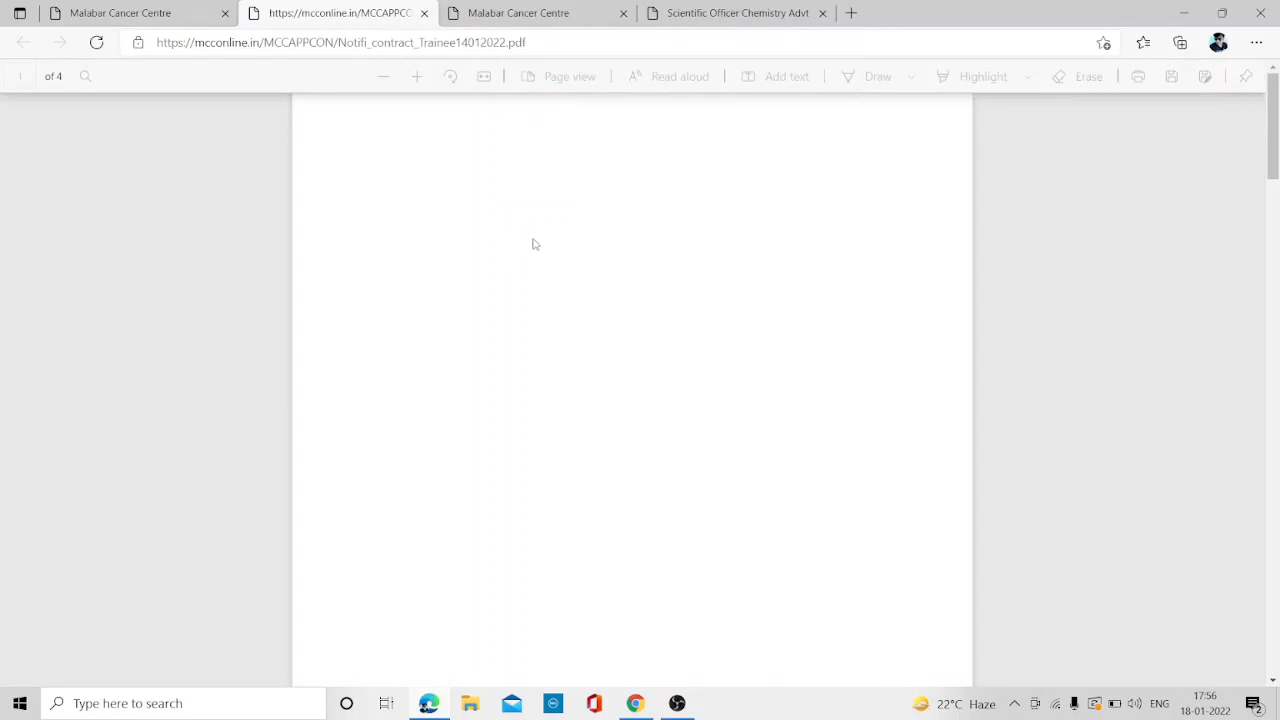 Malabar Cancer Centre
https://mcconline.in/MCCAPPCO
Malabar Cancer Centre
Scientific Officer Chemistry Advt
https://mcconline.in/MCCAPPCON/Notifi_contract_Trainee14012022.pdf
1 of 4
Page view
Read aloud
Add text
Draw
Highlight
Erase
Type here to search
22°C Haze
ENG
17:56
18-01-2022
2